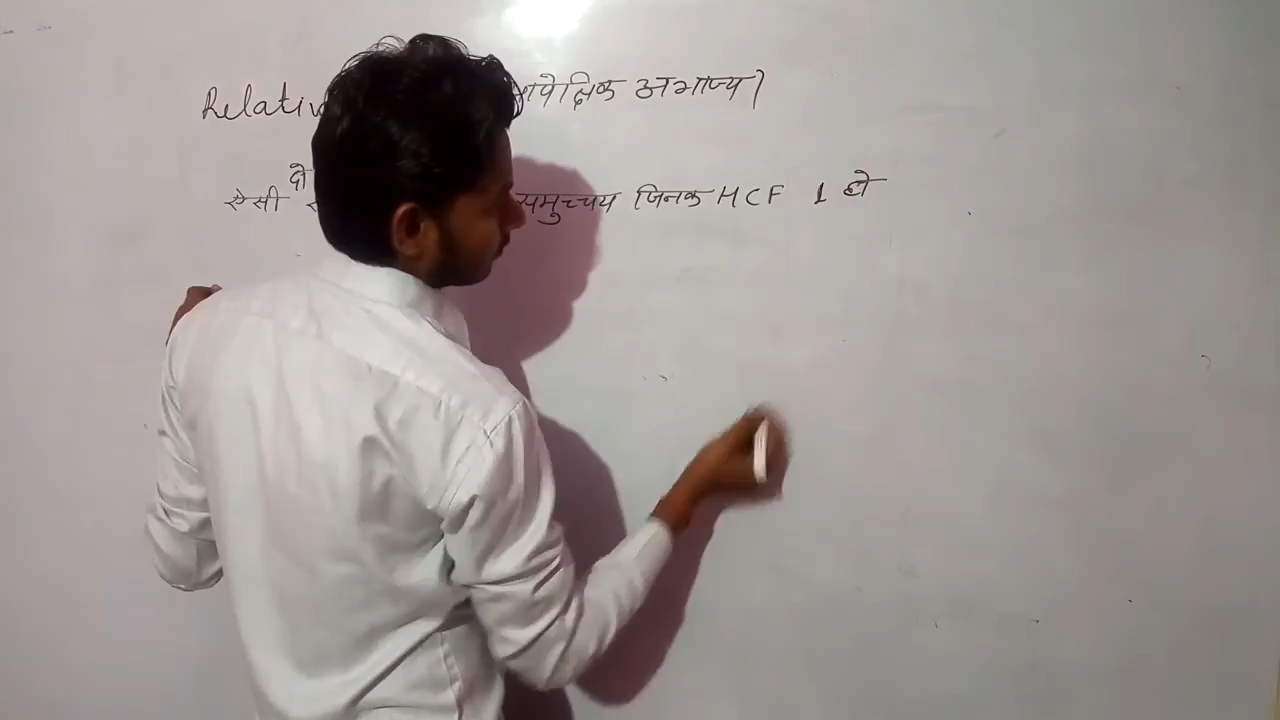 Relativ पेक्षिक अभाज्य)
ऐसी दो समुच्चय जिनक HCF 1 हो